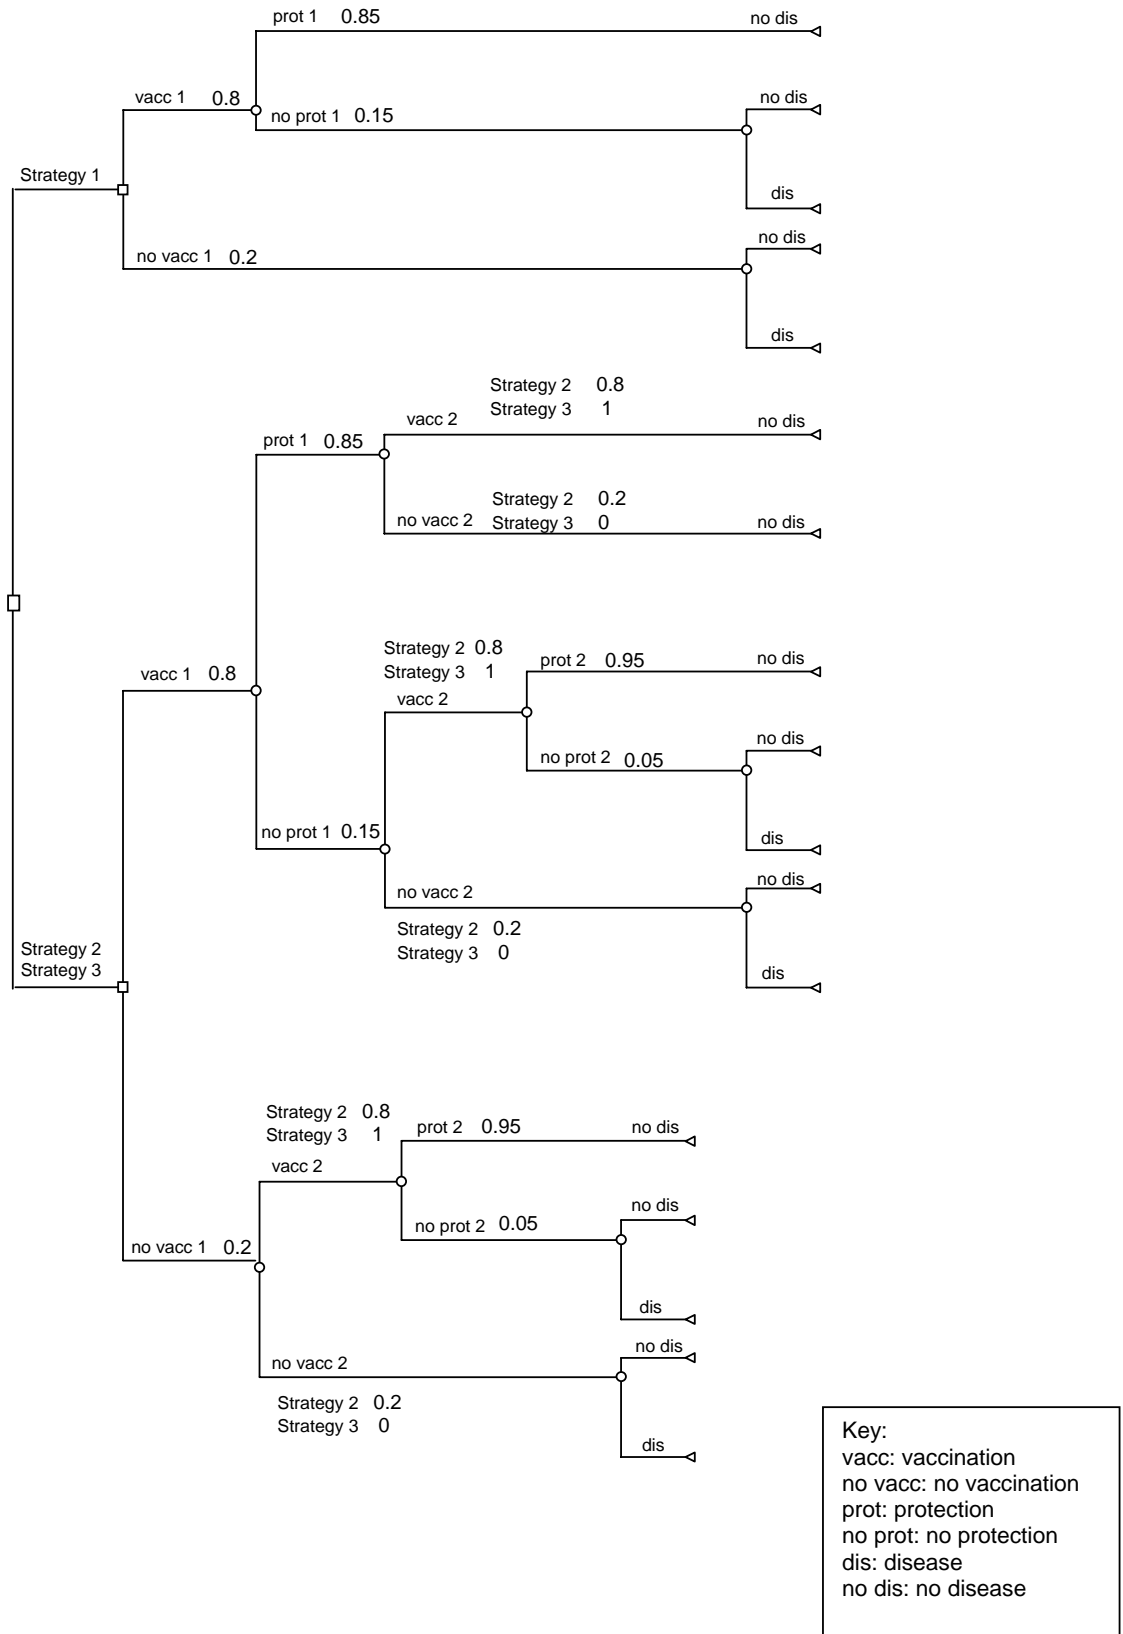 prot 1 0.85
no dis
vacc 1 0.8
no dis
no prot 1 0.15
Strategy 1
dis
no dis
no vacc 1 0.2
dis
Strategy 2 0.8
Strategy 3 1
vacc 2
no dis
prot 1 0.85
Strategy 2 0.2
no vacc 2 Strategy 3 0
no dis
Strategy 2 0.8
Strategy 3 1
prot 2 0.95
no dis
vacc 1 0.8
vacc 2
no dis
no prot 2 0.05
no prot 1 0.15
dis
no vacc 2
no dis
Strategy 2 0.2
Strategy 3 0
Strategy 2
Strategy 3
dis
Strategy 2 0.8
Strategy 3 1
prot 2 0.95
no dis
vacc 2
no dis
no prot 2 0.05
no vacc 1 0.2
dis
no dis
no vacc 2
Strategy 2 0.2
Strategy 3 0
dis
Key:
vacc: vaccination
no vacc: no vaccination
prot: protection
no prot: no protection
dis: disease
no dis: no disease